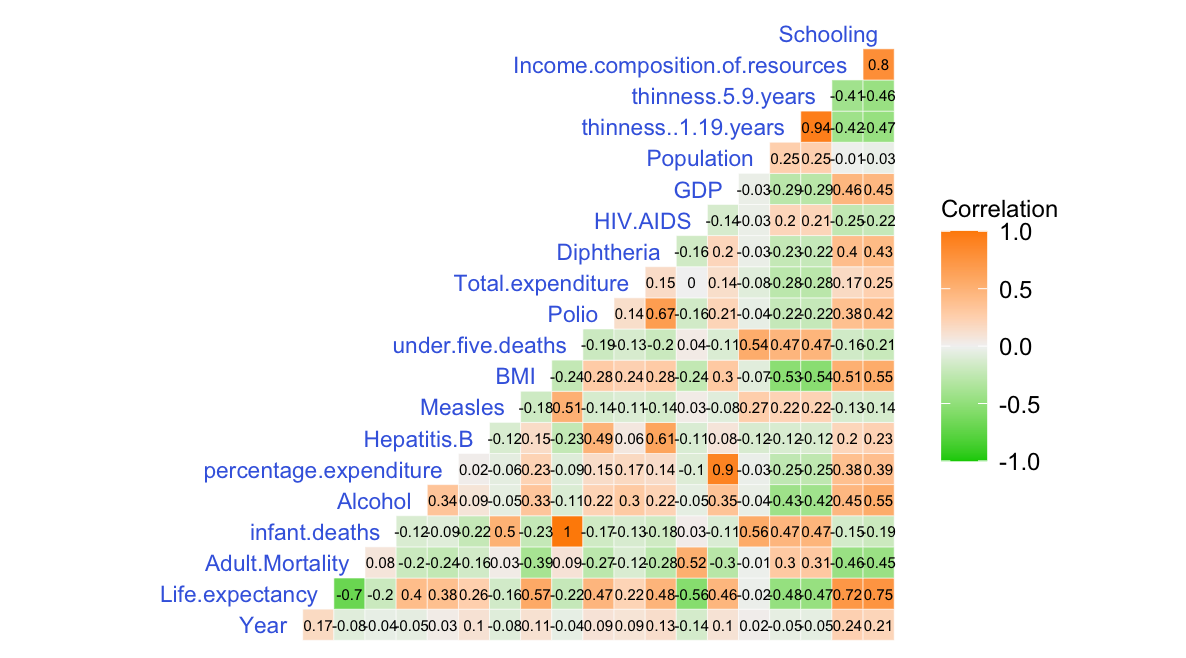 Schooling
Income.composition.of.resources 0.8
thinness.5.9.years -0.41 -0.46
thinness..1.19.years 0.94 -0.42 -0.47
Population 0.25 0.25 -0.01 -0.03
GDP -0.03 -0.29 -0.29 0.46 0.45
HIV.AIDS -0.14 -0.03 0.2 0.21 -0.25 -0.22
Diphtheria -0.16 0.2 -0.03 -0.23 -0.22 0.4 0.43
Total.expenditure 0.15 0 0.14 -0.08 -0.28 -0.28 0.17 0.25
Polio 0.14 0.67 -0.16 0.21 -0.04 -0.22 -0.22 0.38 0.42
under.five.deaths -0.19 -0.13 -0.2 0.04 -0.11 0.54 0.47 0.47 -0.16 -0.21
BMI -0.24 0.28 0.24 0.28 -0.24 0.3 -0.07 -0.53 -0.54 0.51 0.55
Measles -0.18 0.51 -0.14 -0.11 -0.14 0.03 -0.08 0.27 0.22 0.22 -0.13 -0.14
Hepatitis.B -0.12 0.15 -0.23 0.49 0.06 0.61 -0.11 0.08 -0.12 -0.12 -0.12 0.2 0.23
percentage.expenditure 0.02 -0.06 0.23 -0.09 0.15 0.17 0.14 -0.1 0.9 -0.03 -0.25 -0.25 0.38 0.39
Alcohol 0.34 0.09 -0.05 0.33 -0.11 0.22 0.3 0.22 -0.05 0.35 -0.04 -0.43 -0.42 0.45 0.55
infant.deaths -0.12 -0.09 -0.22 0.5 -0.23 1 -0.17 -0.13 -0.18 0.03 -0.11 0.56 0.47 0.47 -0.15 -0.19
Adult.Mortality 0.08 -0.2 -0.24 -0.16 0.03 -0.39 0.09 -0.27 -0.12 -0.28 0.52 -0.3 -0.01 0.3 0.31 -0.46 -0.45
Life.expectancy -0.7 -0.2 0.4 0.38 0.26 -0.16 0.57 -0.22 0.47 0.22 0.48 -0.56 0.46 -0.02 -0.48 -0.47 0.72 0.75
Year 0.17 -0.08 -0.04 -0.05 0.03 0.1 -0.08 0.11 -0.04 0.09 0.09 0.13 -0.14 0.1 0.02 -0.05 -0.05 0.24 0.21
Correlation
1.0
0.5
0.0
-0.5
-1.0